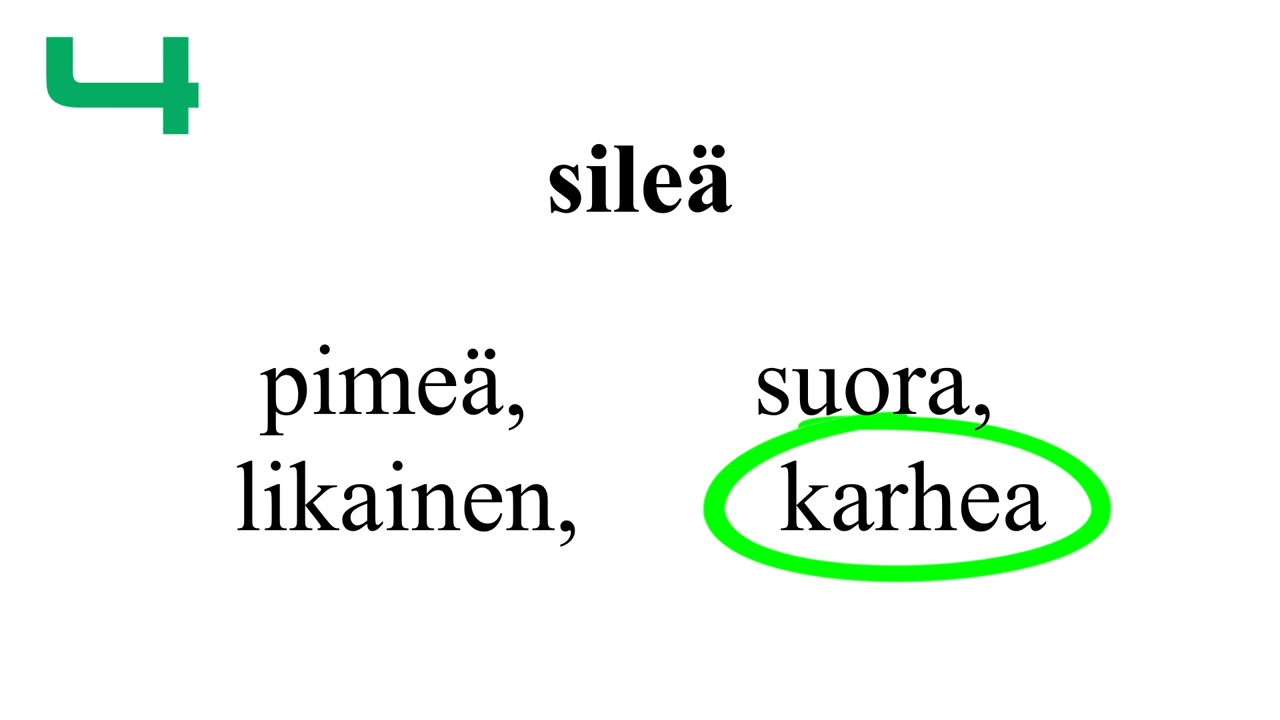 4
sileä
pimeä, suora,
likainen, karhea